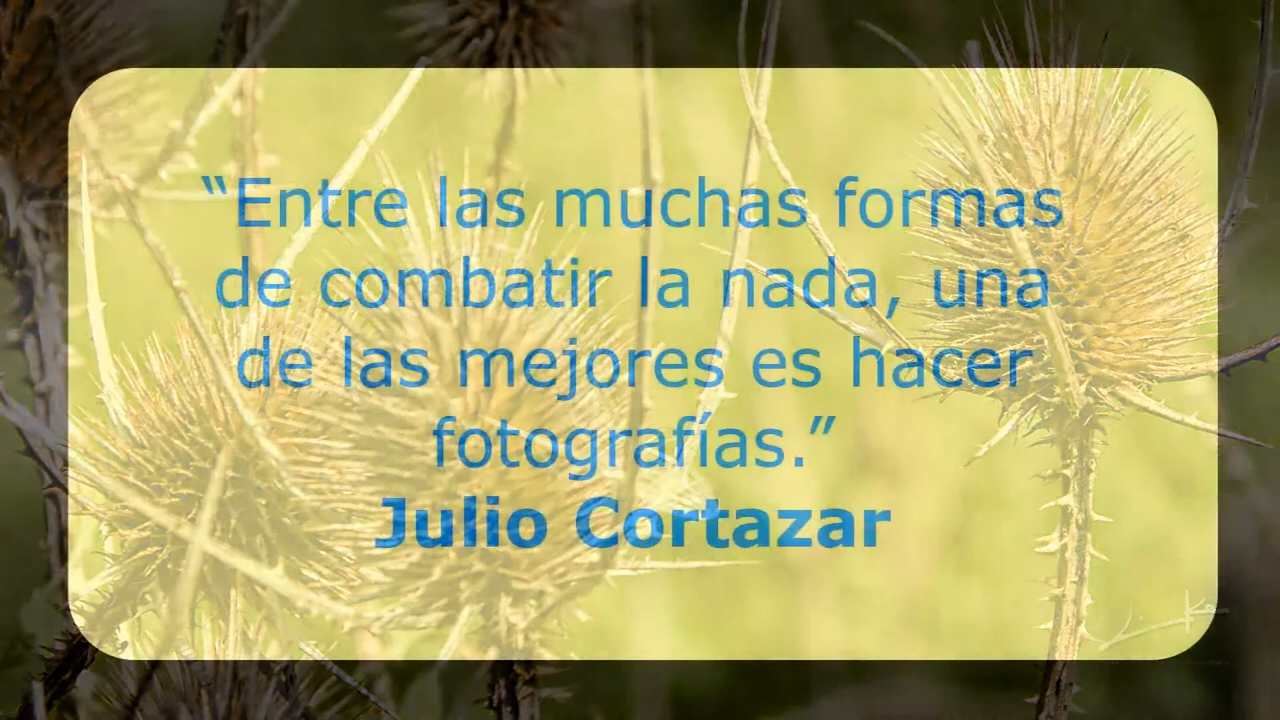 “Entre las muchas formas
de combatir la nada, una
de las mejores es hacer
fotografías.”
Julio Cortazar